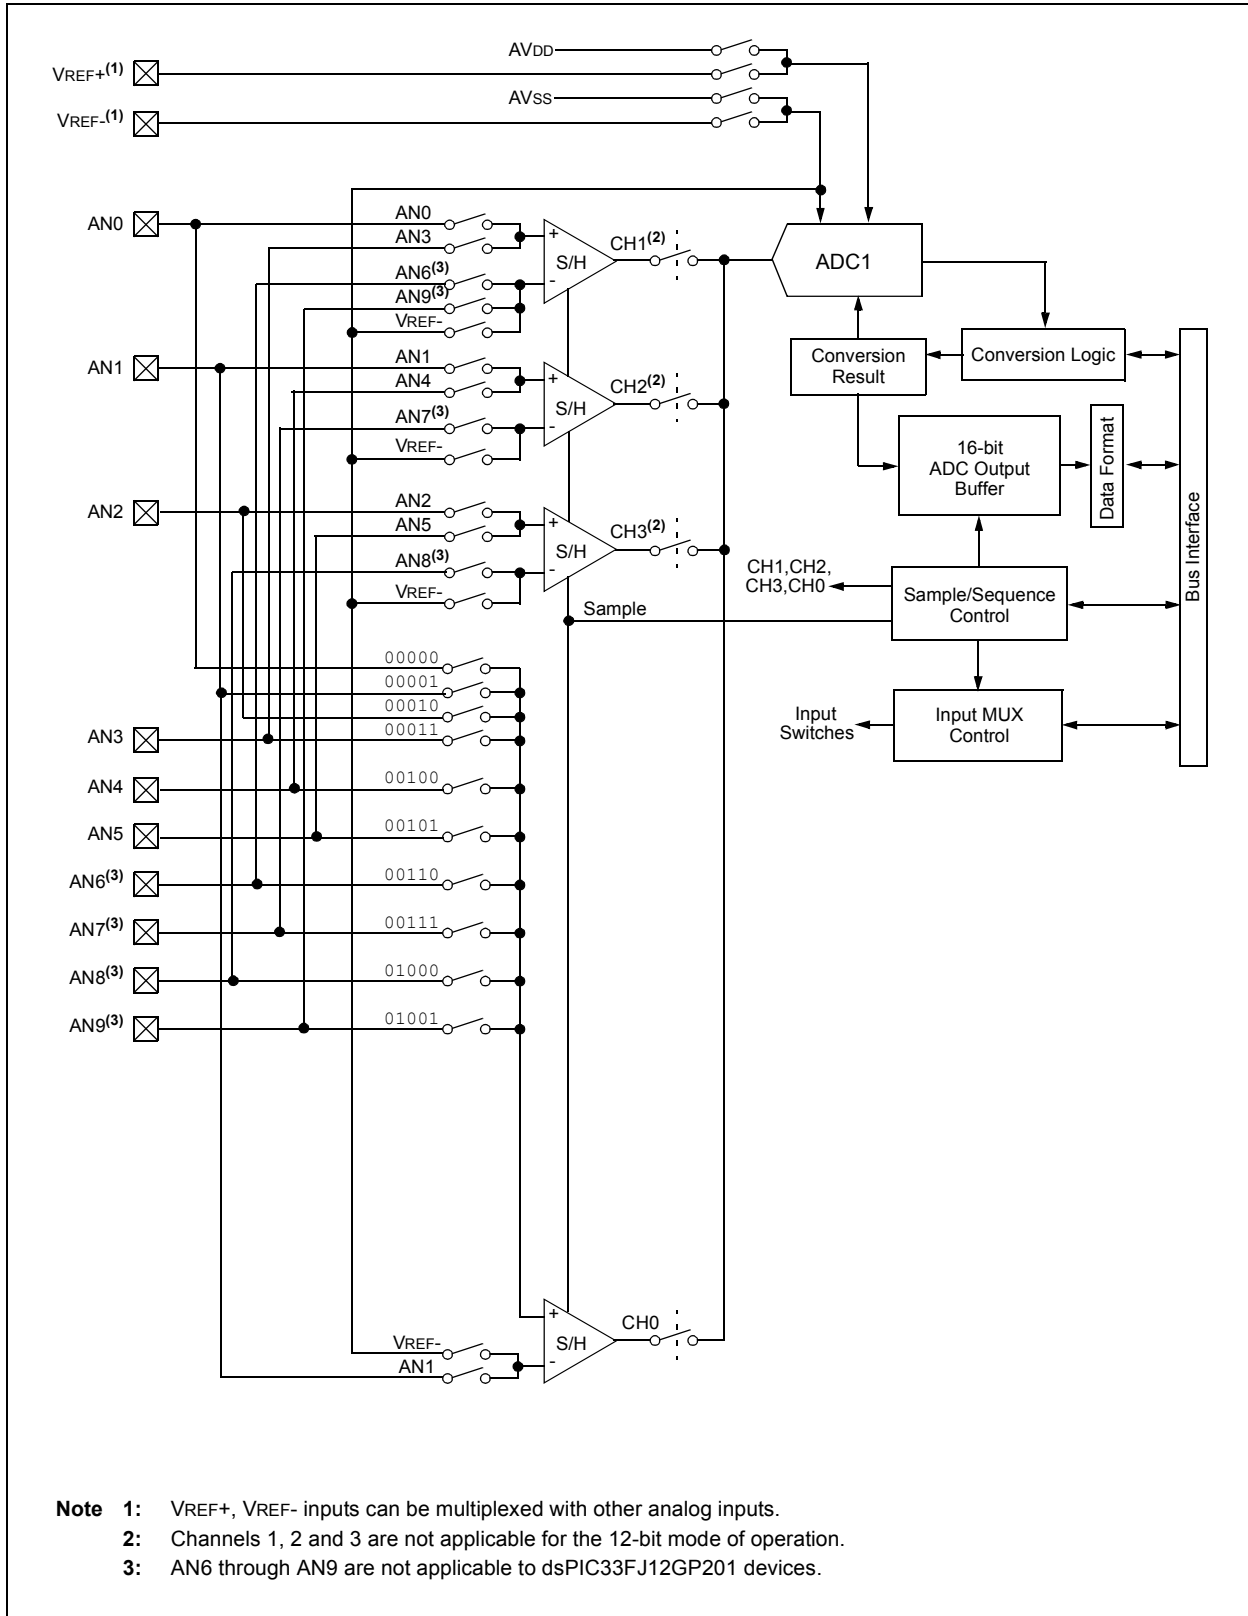 AVDD
VREF+(1)
AVSS
VREF-(1)
AN0
AN0
AN3
AN6(3)
AN9(3)
VREF-
+
-
S/H
CH1(2)
ADC1
Conversion Logic
Conversion
Result
AN1
AN1
AN4
AN7(3)
VREF-
+
-
S/H
CH2(2)
16-bit
ADC Output
Buffer
Data Format
Bus Interface
AN2
AN2
AN5
AN8(3)
VREF-
+
-
S/H
CH3(2)
CH1,CH2,
CH3,CH0
Sample/Sequence
Control
Sample
Input
Switches
Input MUX
Control
00000
00001
00010
AN3
00011
AN4
00100
AN5
00101
AN6(3)
00110
AN7(3)
00111
AN8(3)
01000
AN9(3)
01001
VREF-
AN1
+
-
S/H
CH0
Note 1: VREF+, VREF- inputs can be multiplexed with other analog inputs.
2: Channels 1, 2 and 3 are not applicable for the 12-bit mode of operation.
3: AN6 through AN9 are not applicable to dsPIC33FJ12GP201 devices.